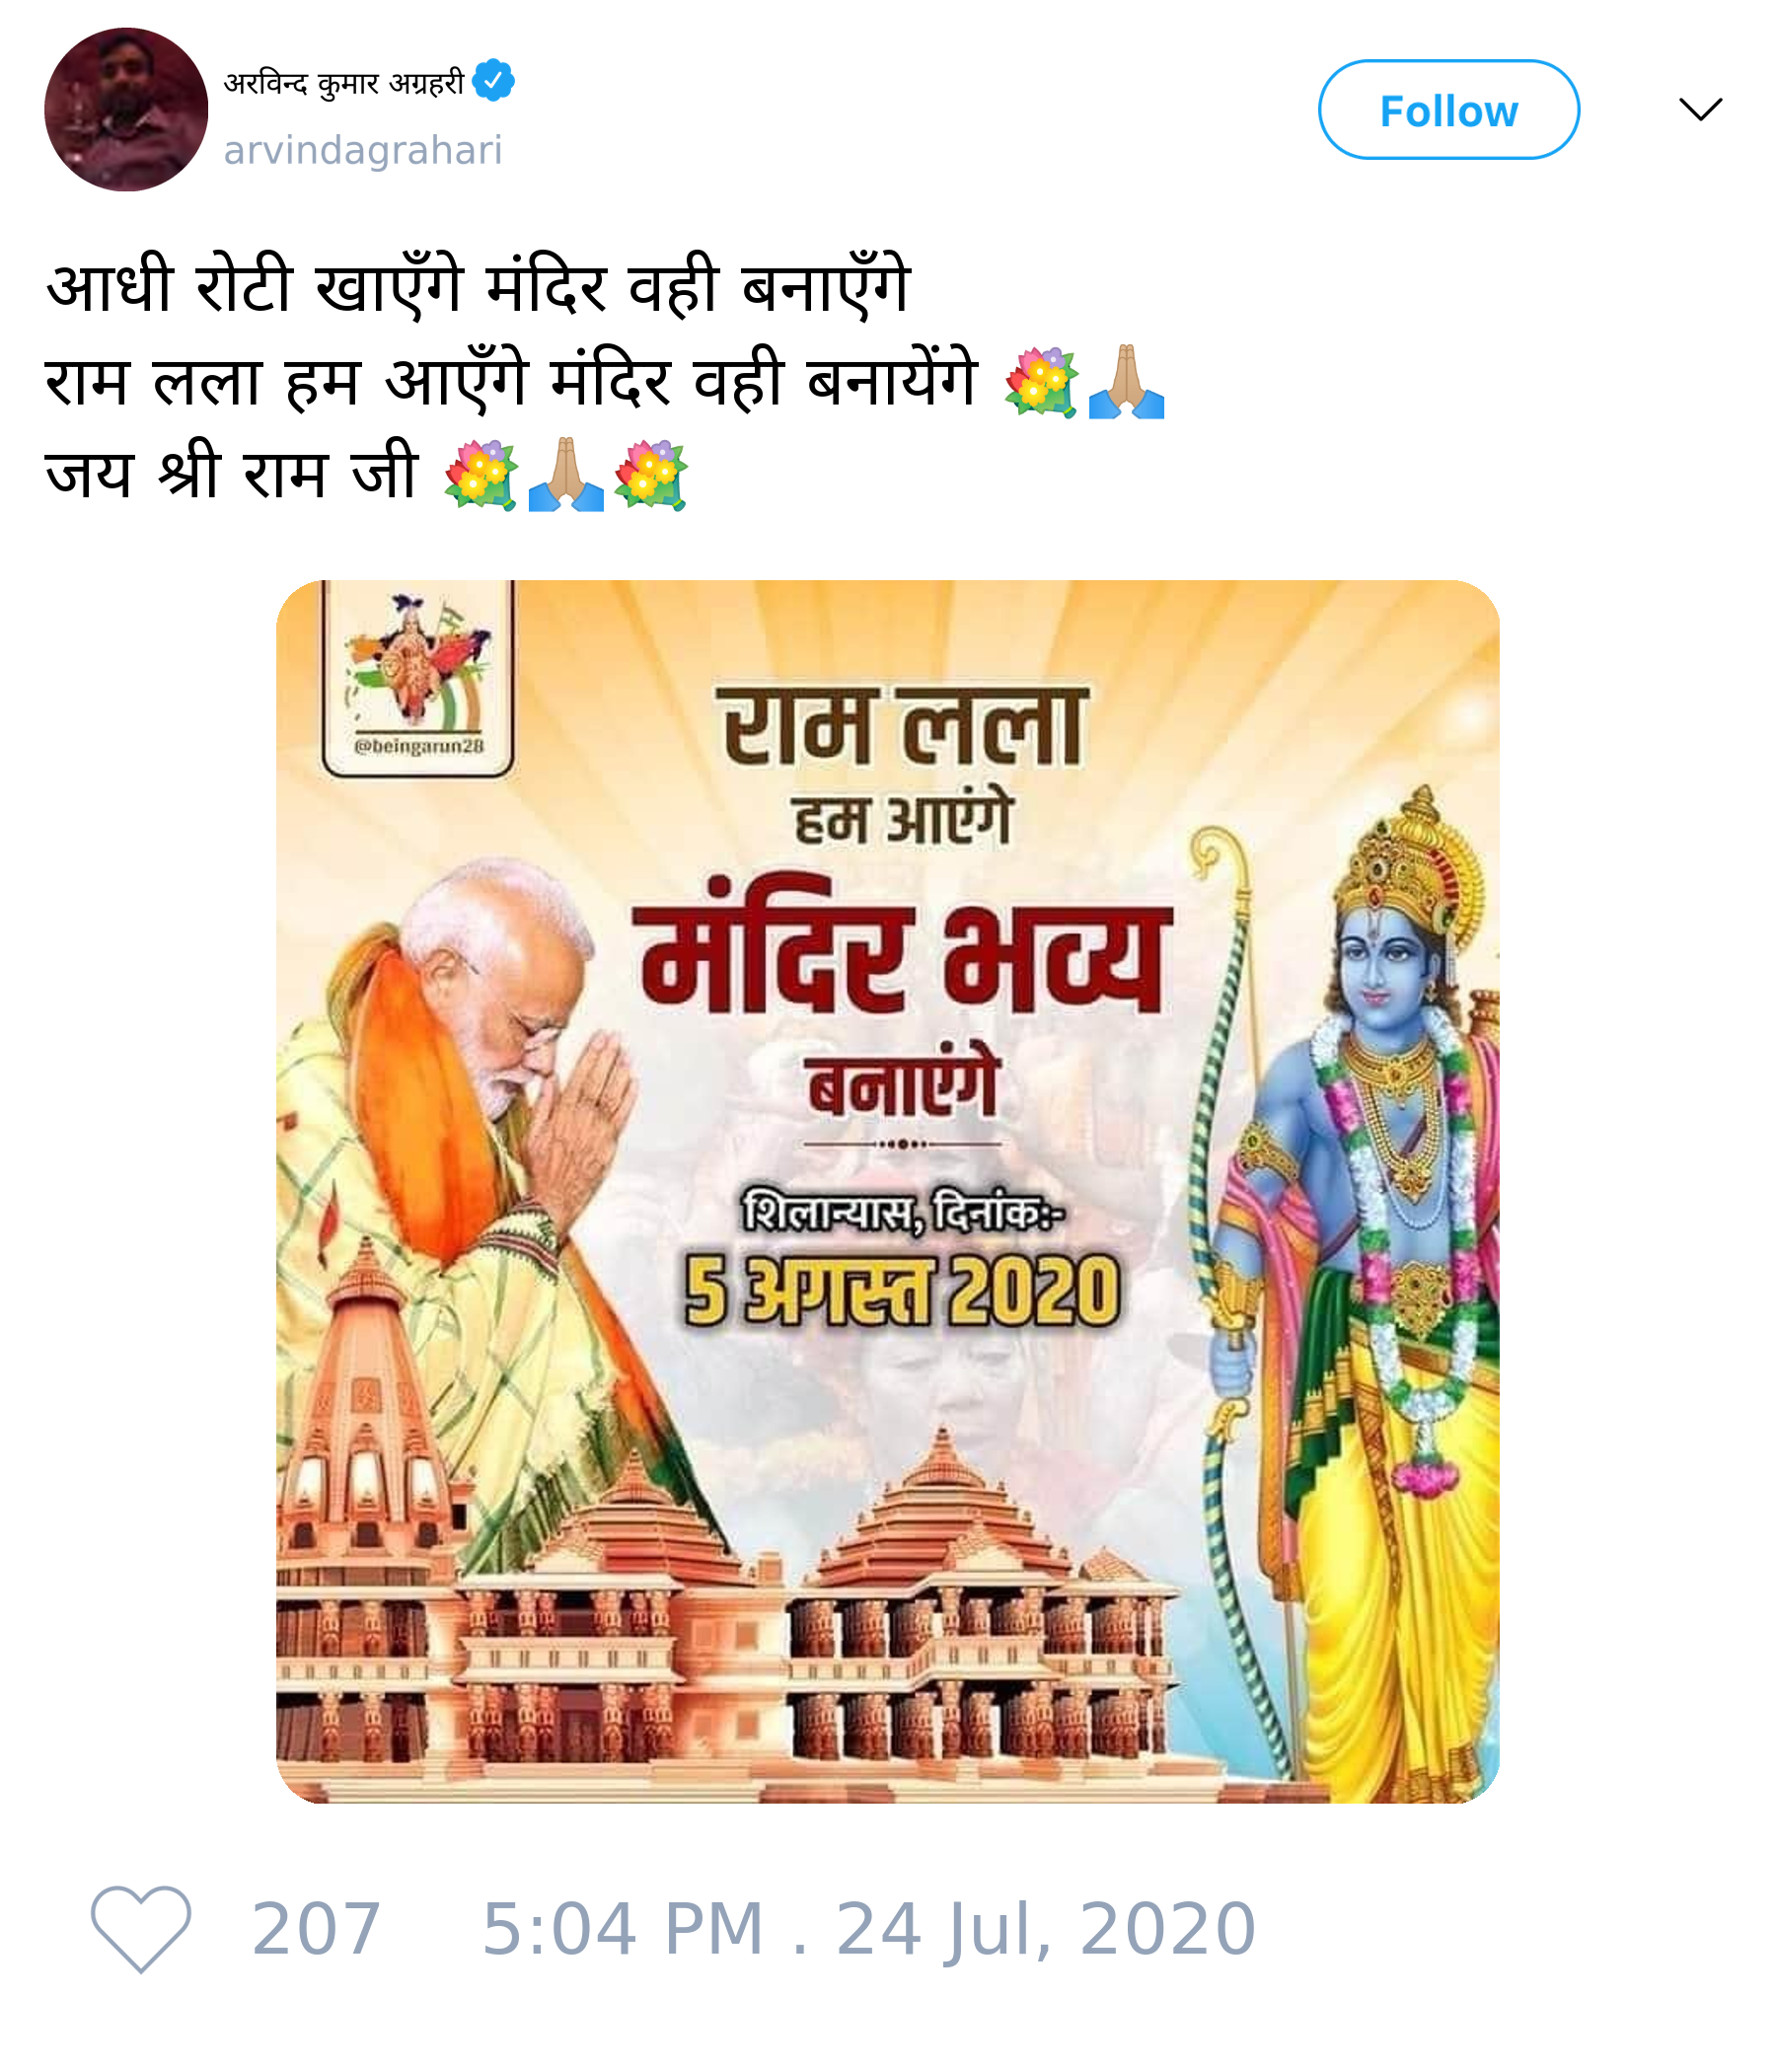 अरविन्द कुमार अग्रहरी
arvindagrahari
Follow
आधी रोटी खाएँगे मंदिर वही बनाएँगे
राम लला हम आएँगे मंदिर वही बनायेंगे 💐🙏🏼
जय श्री राम जी 💐🙏🏼💐
@beingarun28
राम लला
हम आएंगे
मंदिर भव्य
बनाएंगे
शिलान्यास, दिनांक:-
5 अगस्त 2020
207 5:04 PM . 24 Jul, 2020